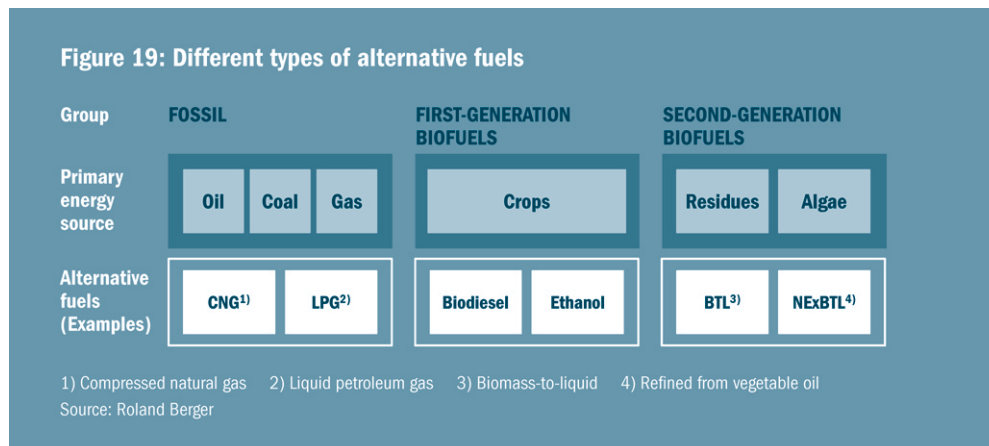 Figure 19: Different types of alternative fuels
Group
FOSSIL
FIRST-GENERATION
BIOFUELS
SECOND-GENERATION
BIOFUELS
Primary
energy
source
Oil
Coal
Gas
Crops
Residues
Algae
Alternative
fuels
(Examples)
CNG1)
LPG2)
Biodiesel
Ethanol
BTL3)
NExBTL4)
1) Compressed natural gas 2) Liquid petroleum gas 3) Biomass-to-liquid 4) Refined from vegetable oil
Source: Roland Berger